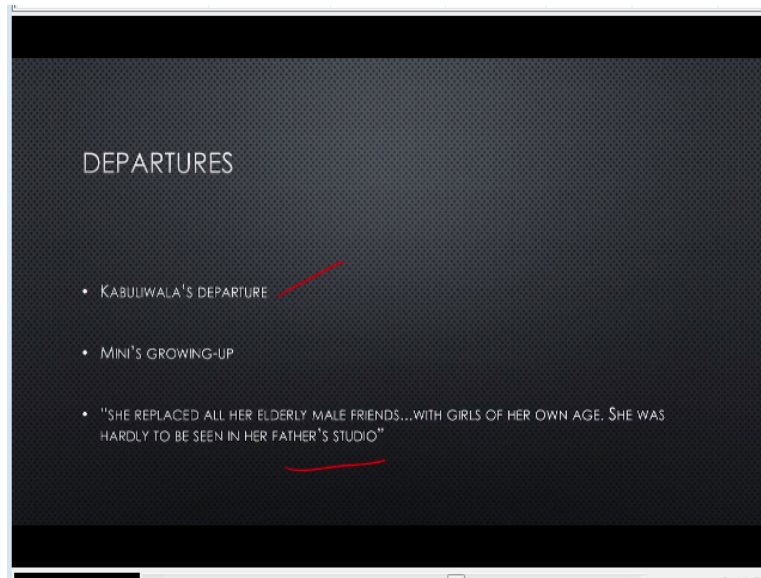 DEPARTURES
• KABULIWALA'S DEPARTURE
• MINI'S GROWING-UP
• "SHE REPLACED ALL HER ELDERLY MALE FRIENDS...WITH GIRLS OF HER OWN AGE. SHE WAS
HARDLY TO BE SEEN IN HER FATHER'S STUDIO"